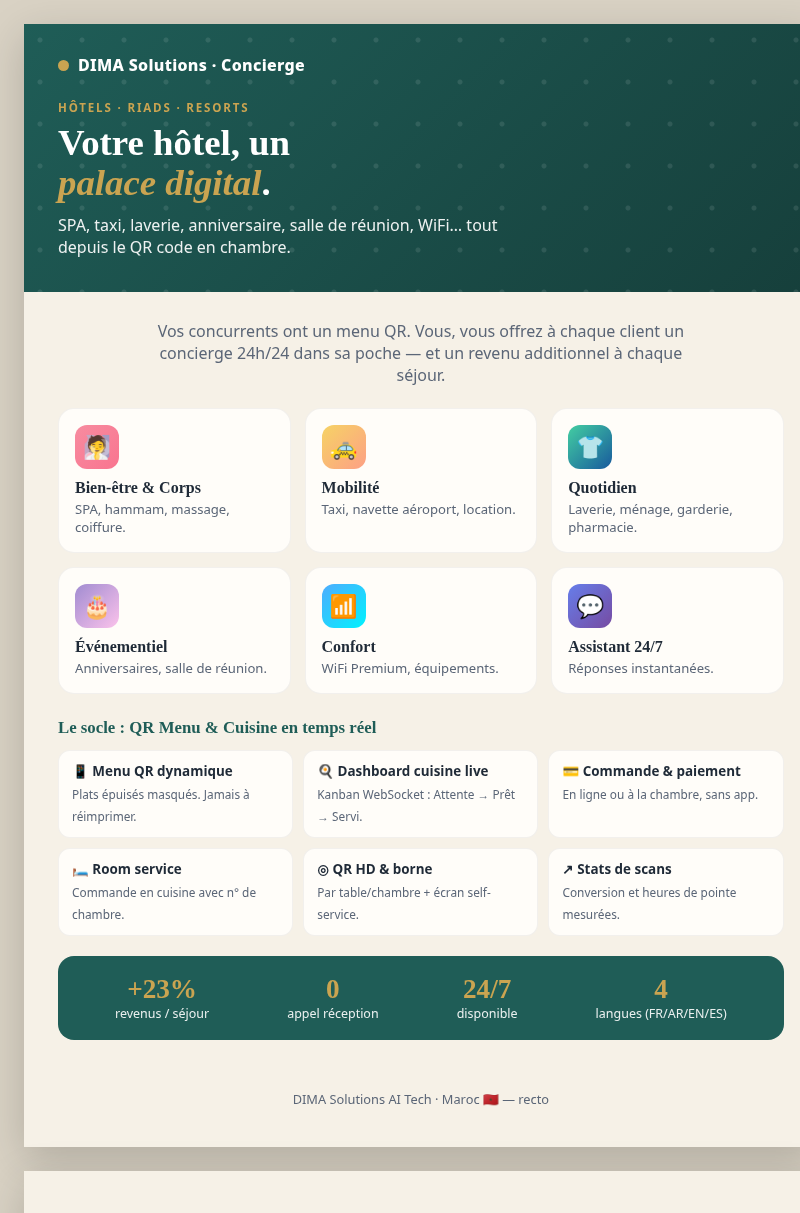 DIMA Solutions · Concierge
HÔTELS · RIADS · RESORTS
Votre hôtel, un
palace digital.
SPA, taxi, laverie, anniversaire, salle de réunion, WiFi... tout
depuis le QR code en chambre.
Vos concurrents ont un menu QR. Vous, vous offrez à chaque client un
concierge 24h/24 dans sa poche — et un revenu additionnel à chaque
séjour.
Bien-être & Corps
SPA, hammam, massage,
coiffure.
Mobilité
Taxi, navette aéroport, location.
Quotidien
Laverie, ménage, garderie,
pharmacie.
Événementiel
Anniversaires, salle de réunion.
Confort
WiFi Premium, équipements.
Assistant 24/7
Réponses instantanées.
Le socle : QR Menu & Cuisine en temps réel
📱 Menu QR dynamique
Plats épuisés masqués. Jamais à
réimprimer.
🍳 Dashboard cuisine live
Kanban WebSocket : Attente → Prêt
→ Servi.
💳 Commande & paiement
En ligne ou à la chambre, sans app.
🛏️ Room service
Commande en cuisine avec n° de
chambre.
◎ QR HD & borne
Par table/chambre + écran self-
service.
↗ Stats de scans
Conversion et heures de pointe
mesurées.
+23%
revenus / séjour
0
appel réception
24/7
disponible
4
langues (FR/AR/EN/ES)
DIMA Solutions AI Tech · Maroc 🇲🇦 — recto